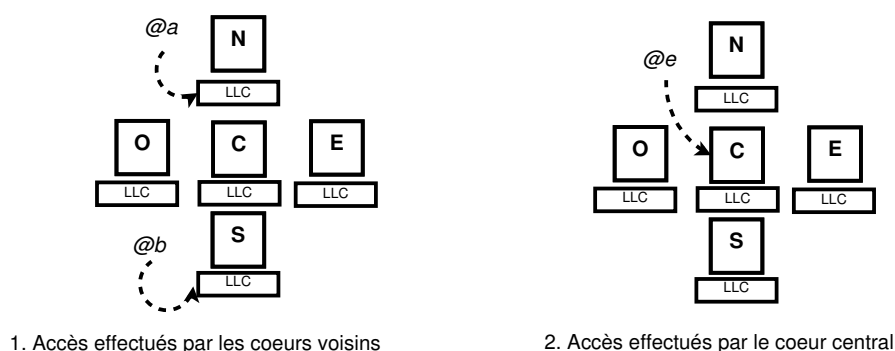 @a
N
LLC
O
C
E
LLC
LLC
LLC
@b
S
LLC
1. Accès effectués par les coeurs voisins
@e
N
LLC
O
C
E
LLC
LLC
LLC
S
LLC
2. Accès effectués par le coeur central